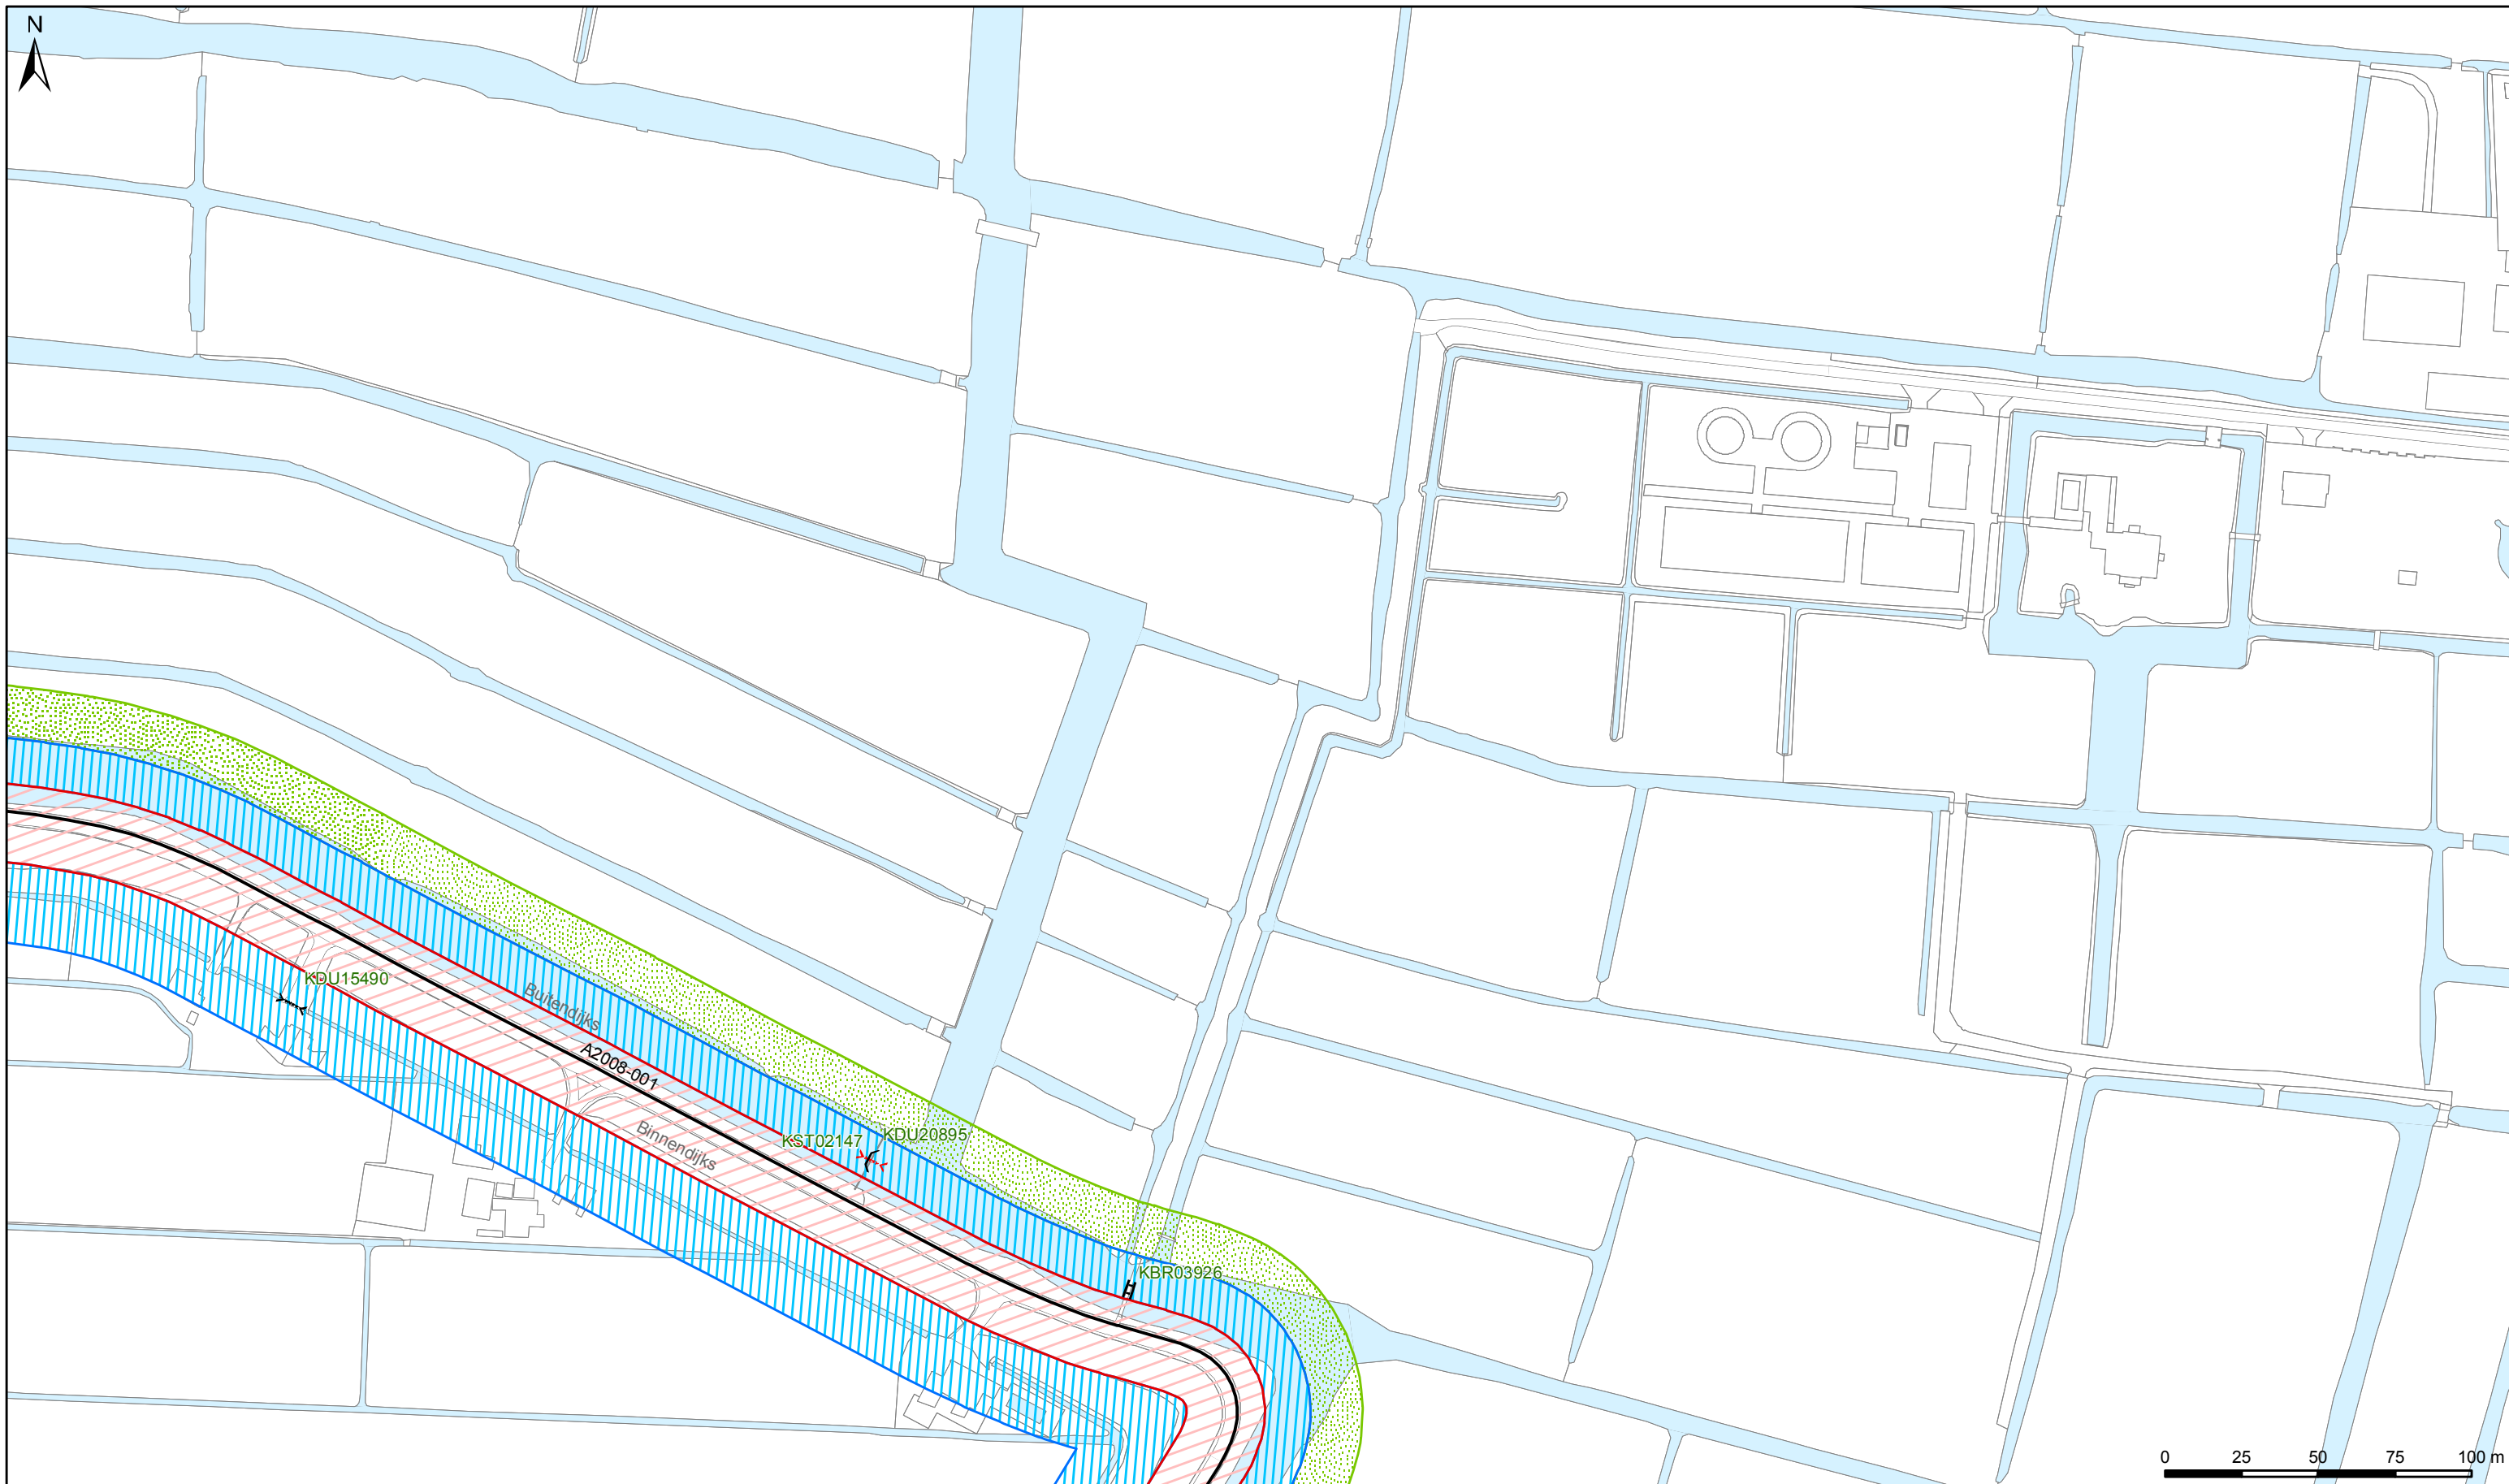 N
KDU15490
Buitendijks
A2008-001
Binnendijks
KST02147
KDU20895
KBR03926
0 25 50 75 100 m